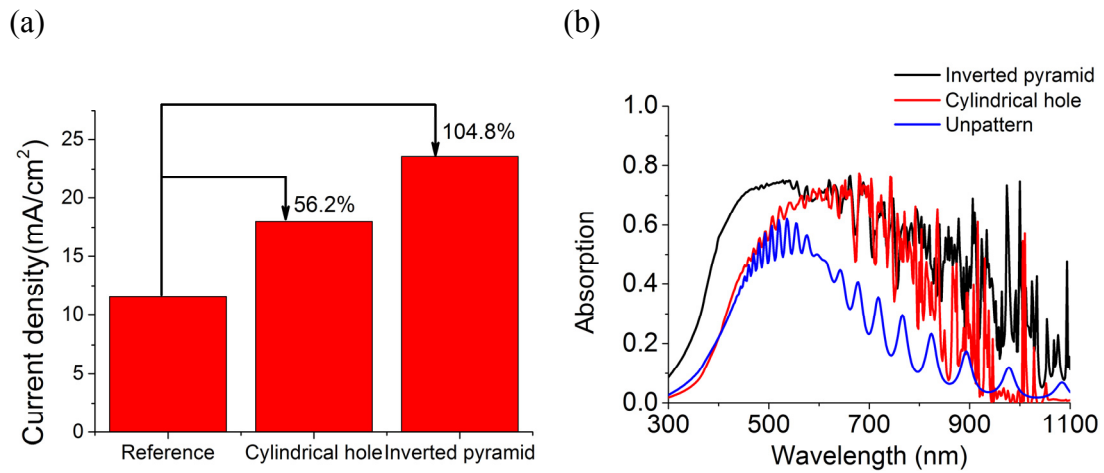 (a)
(b)
Current density(mA/cm²)
25
20
15
10
5
0
104.8%
56.2%
Reference
Cylindrical hole
Inverted pyramid
Inverted pyramid
Cylindrical hole
Unpattern
Absorption
1.0
0.8
0.6
0.4
0.2
0.0
300
500
700
900
1100
Wavelength (nm)